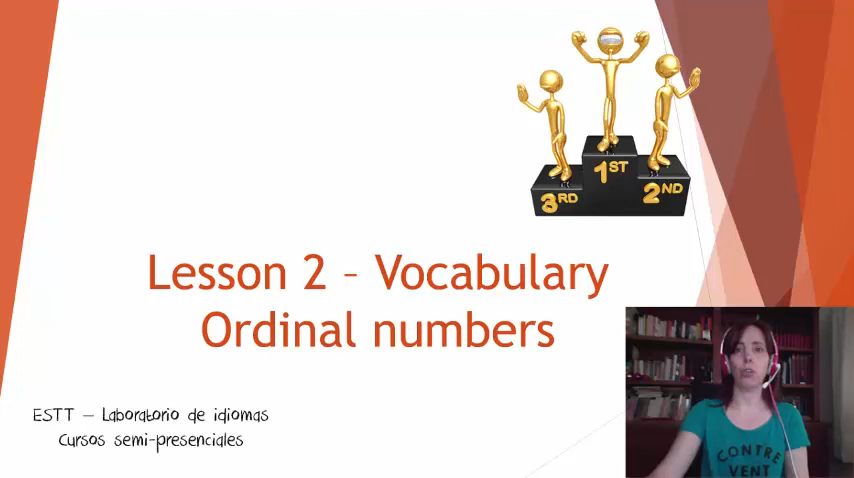 1ST
2ND
3RD
Lesson 2 – Vocabulary
Ordinal numbers
ESTT – Laboratorio de idiomas
Cursos semi-presenciales
CONTRE
VENT